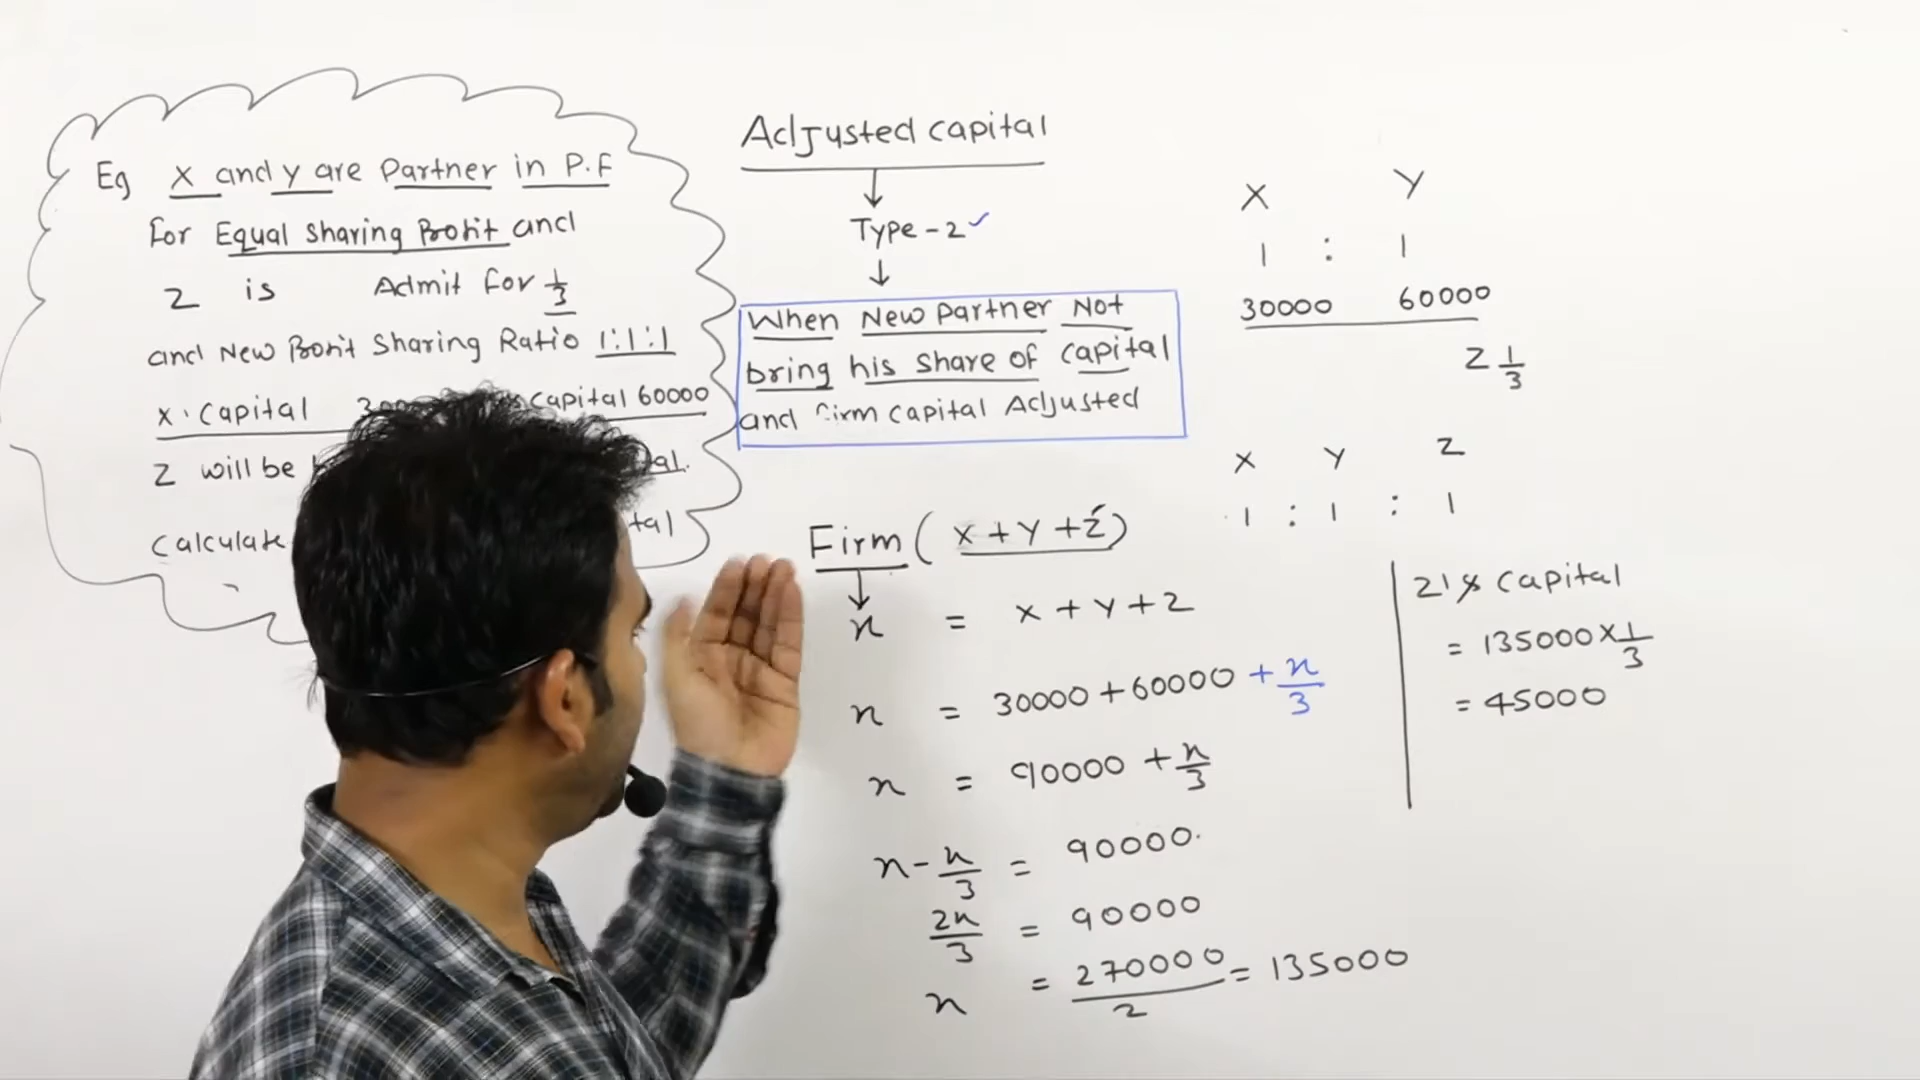 Eg X and y are Partner in P.F
for Equal sharing Profit and
Z is Admit for 1/3
and New Profit Sharing Ratio 1:1:1
X. Capital capital 60000
Z will be
Calculate
Adjusted capital
↓
Type-2 ✓
↓
When New partner Not
bring his share of capital
and firm capital Adjusted
Firm ( X+Y+Z )
↓
x = X + Y + Z
x = 30000 + 60000 + x/3
x = 90000 + x/3
x - x/3 = 90000
2x/3 = 90000
x = 270000/2 = 135000
X Y
1 : 1
30000 60000
Z 1/3
X Y Z
1 : 1 : 1
Capital
= 135000 × 1/3
= 45000